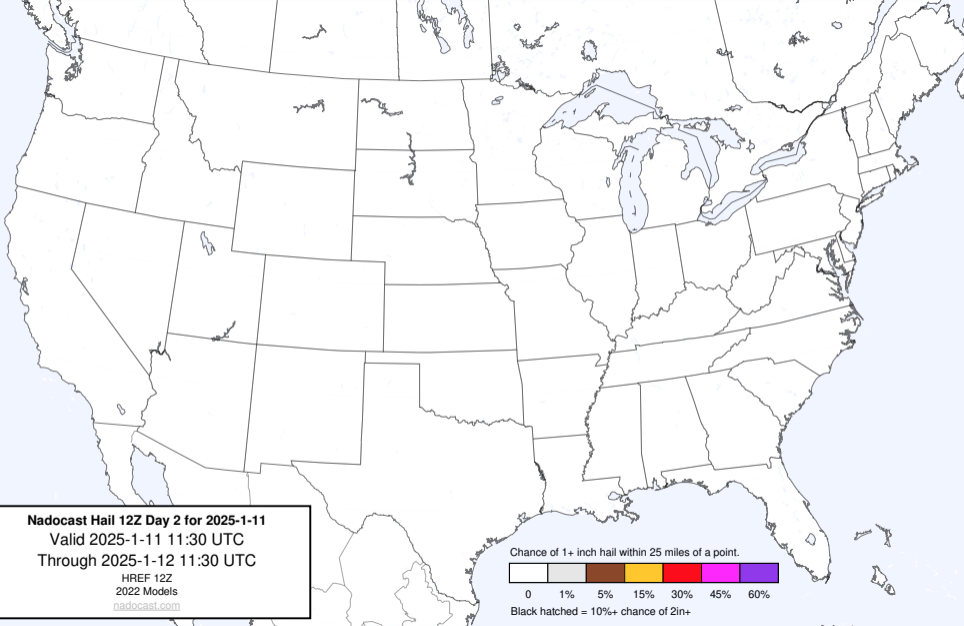 Nadocast Hail 12Z Day 2 for 2025-1-11
Valid 2025-1-11 11:30 UTC
Through 2025-1-12 11:30 UTC
HREF 12Z
2022 Models
nadocast.com
Chance of 1+ inch hail within 25 miles of a point.
0 1% 5% 15% 30% 45% 60%
Black hatched = 10%+ chance of 2in+